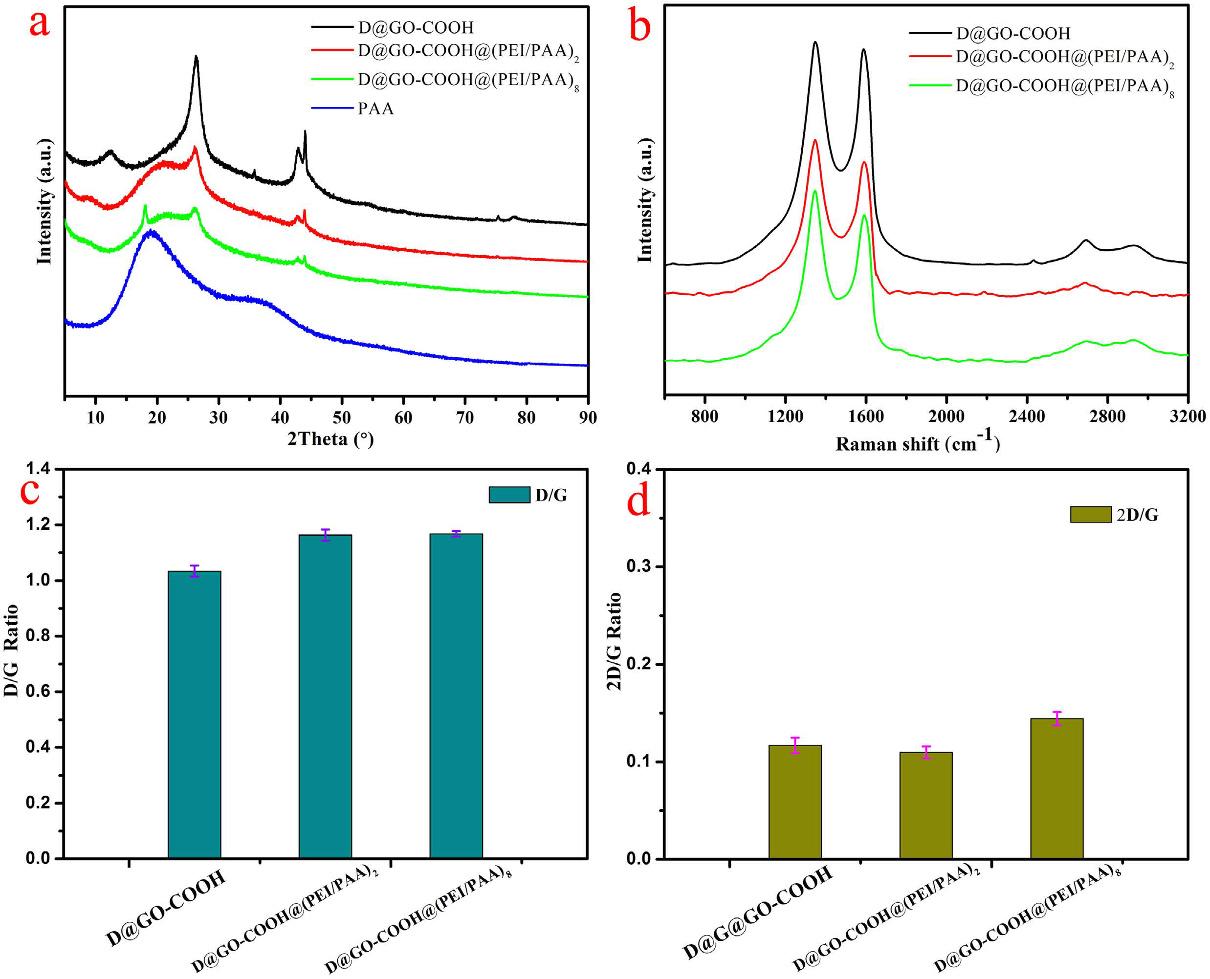 a
D@GO-COOH
D@GO-COOH@(PEI/PAA)2
D@GO-COOH@(PEI/PAA)8
PAA
Intensity (a.u.)
10 20 30 40 50 60 70 80 90
2Theta (°)
b
D@GO-COOH
D@GO-COOH@(PEI/PAA)2
D@GO-COOH@(PEI/PAA)8
Intensity (a.u.)
800 1200 1600 2000 2400 2800 3200
Raman shift (cm-1)
c
D/G
1.4
1.2
1.0
0.8
0.6
0.4
0.2
0.0
D/G Ratio
D@GO-COOH
D@GO-COOH@(PEI/PAA)2
D@GO-COOH@(PEI/PAA)8
d
2D/G
0.4
0.3
0.2
0.1
0.0
2D/G Ratio
D@G@GO-COOH
D@GO-COOH@(PEI/PAA)2
D@GO-COOH@(PEI/PAA)8